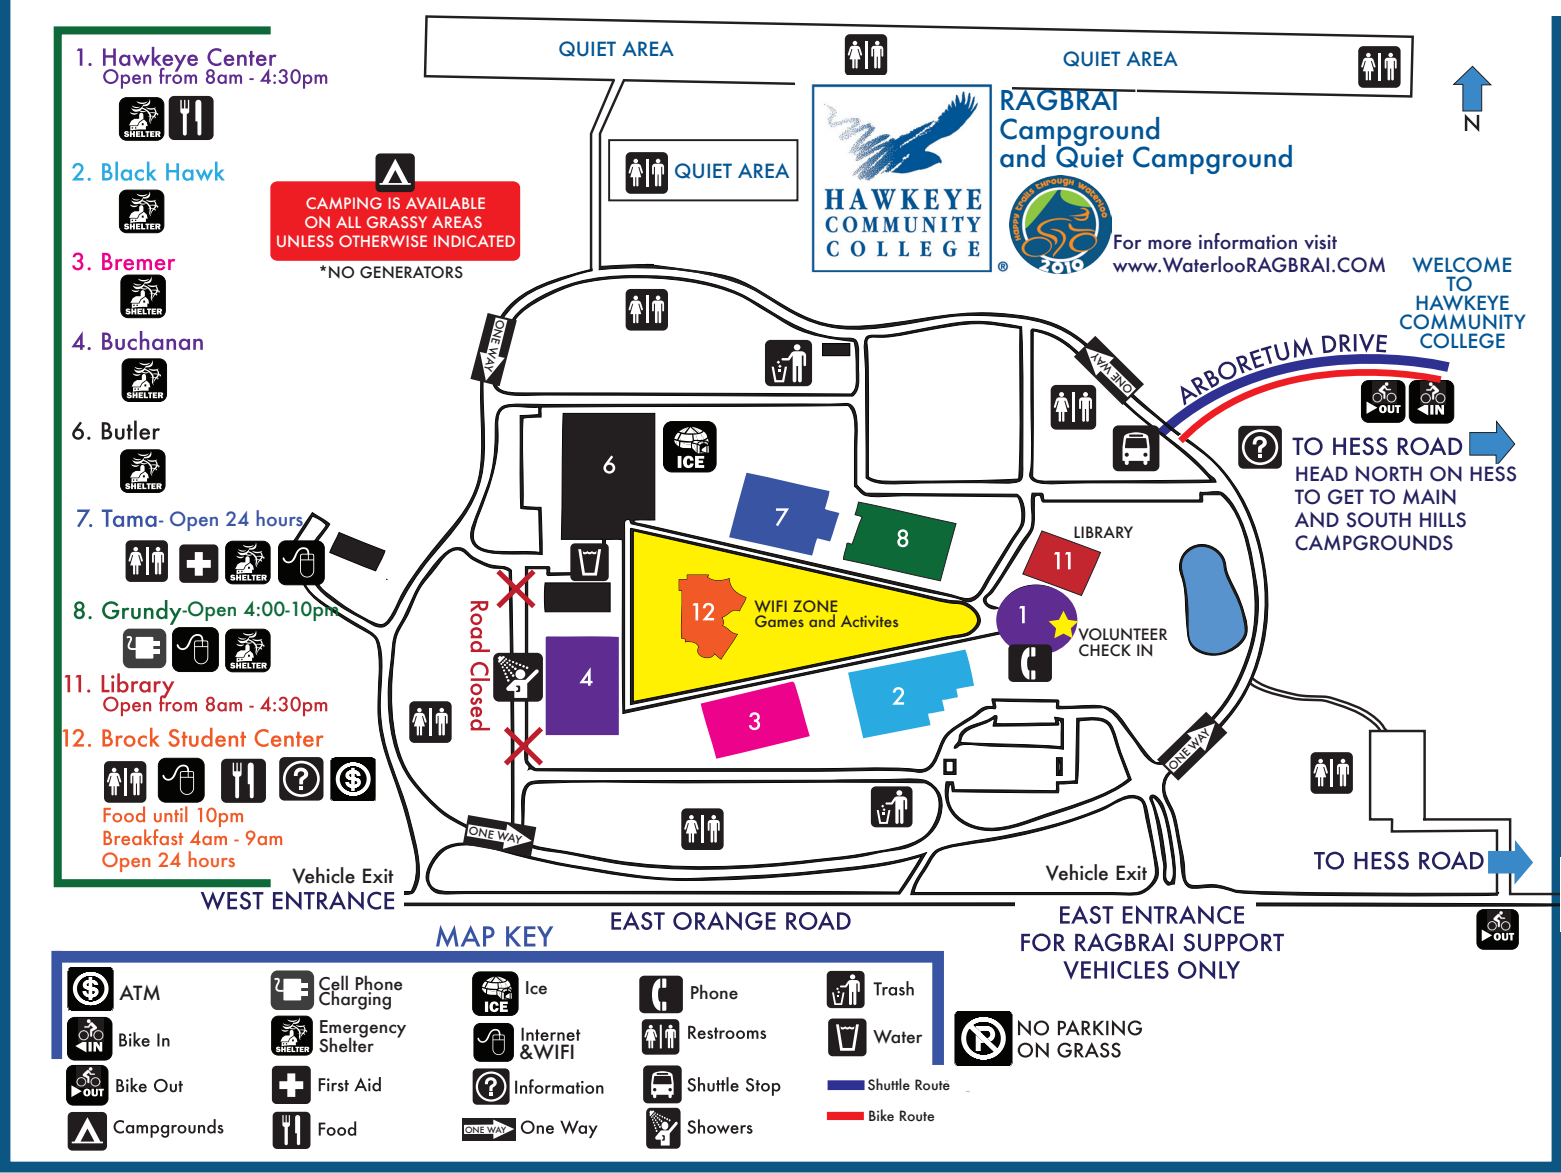 1. Hawkeye Center
Open from 8am - 4:30pm
SHELTER
2. Black Hawk
SHELTER
3. Bremer
SHELTER
4. Buchanan
SHELTER
6. Butler
SHELTER
7. Tama- Open 24 hours
SHELTER
8. Grundy-Open 4:00-10pm
SHELTER
11. Library
Open from 8am - 4:30pm
12. Brock Student Center
Food until 10pm
Breakfast 4am - 9am
Open 24 hours
QUIET AREA
QUIET AREA
QUIET AREA
CAMPING IS AVAILABLE
ON ALL GRASSY AREAS
UNLESS OTHERWISE INDICATED
*NO GENERATORS
HAWKEYE
COMMUNITY
COLLEGE
®
RAGBRAI
Campground
and Quiet Campground
Happy trails through Waterloo
2010
For more information visit
www.WaterlooRAGBRAI.COM
N
WELCOME
TO
HAWKEYE
COMMUNITY
COLLEGE
ARBORETUM DRIVE
OUT
IN
TO HESS ROAD
HEAD NORTH ON HESS
TO GET TO MAIN
AND SOUTH HILLS
CAMPGROUNDS
ONE WAY
ONE WAY
6
ICE
7
8
LIBRARY
11
12
WIFI ZONE
Games and Activites
1
VOLUNTEER
CHECK IN
Road Closed
4
3
2
ONE WAY
ONE WAY
Vehicle Exit
WEST ENTRANCE
Vehicle Exit
TO HESS ROAD
OUT
EAST ORANGE ROAD
EAST ENTRANCE
FOR RAGBRAI SUPPORT
VEHICLES ONLY
MAP KEY
ATM
IN
Bike In
OUT
Bike Out
Campgrounds
Cell Phone
Charging
SHELTER
Emergency
Shelter
First Aid
Food
ICE
Ice
Internet
&WIFI
Information
ONE WAY
One Way
Phone
Restrooms
Shuttle Stop
Showers
Trash
Water
Shuttle Route
Bike Route
NO PARKING
ON GRASS